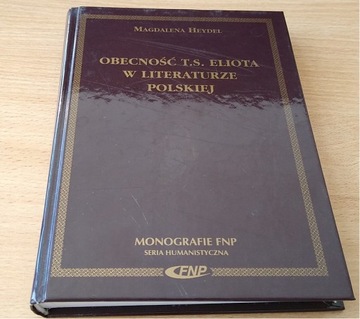 MAGDALENA HEYDEL
OBECNOŚĆ T.S. ELIOTA
W LITERATURZE
POLSKIEJ
MONOGRAFIE FNP
SERIA HUMANISTYCZNA
FNP